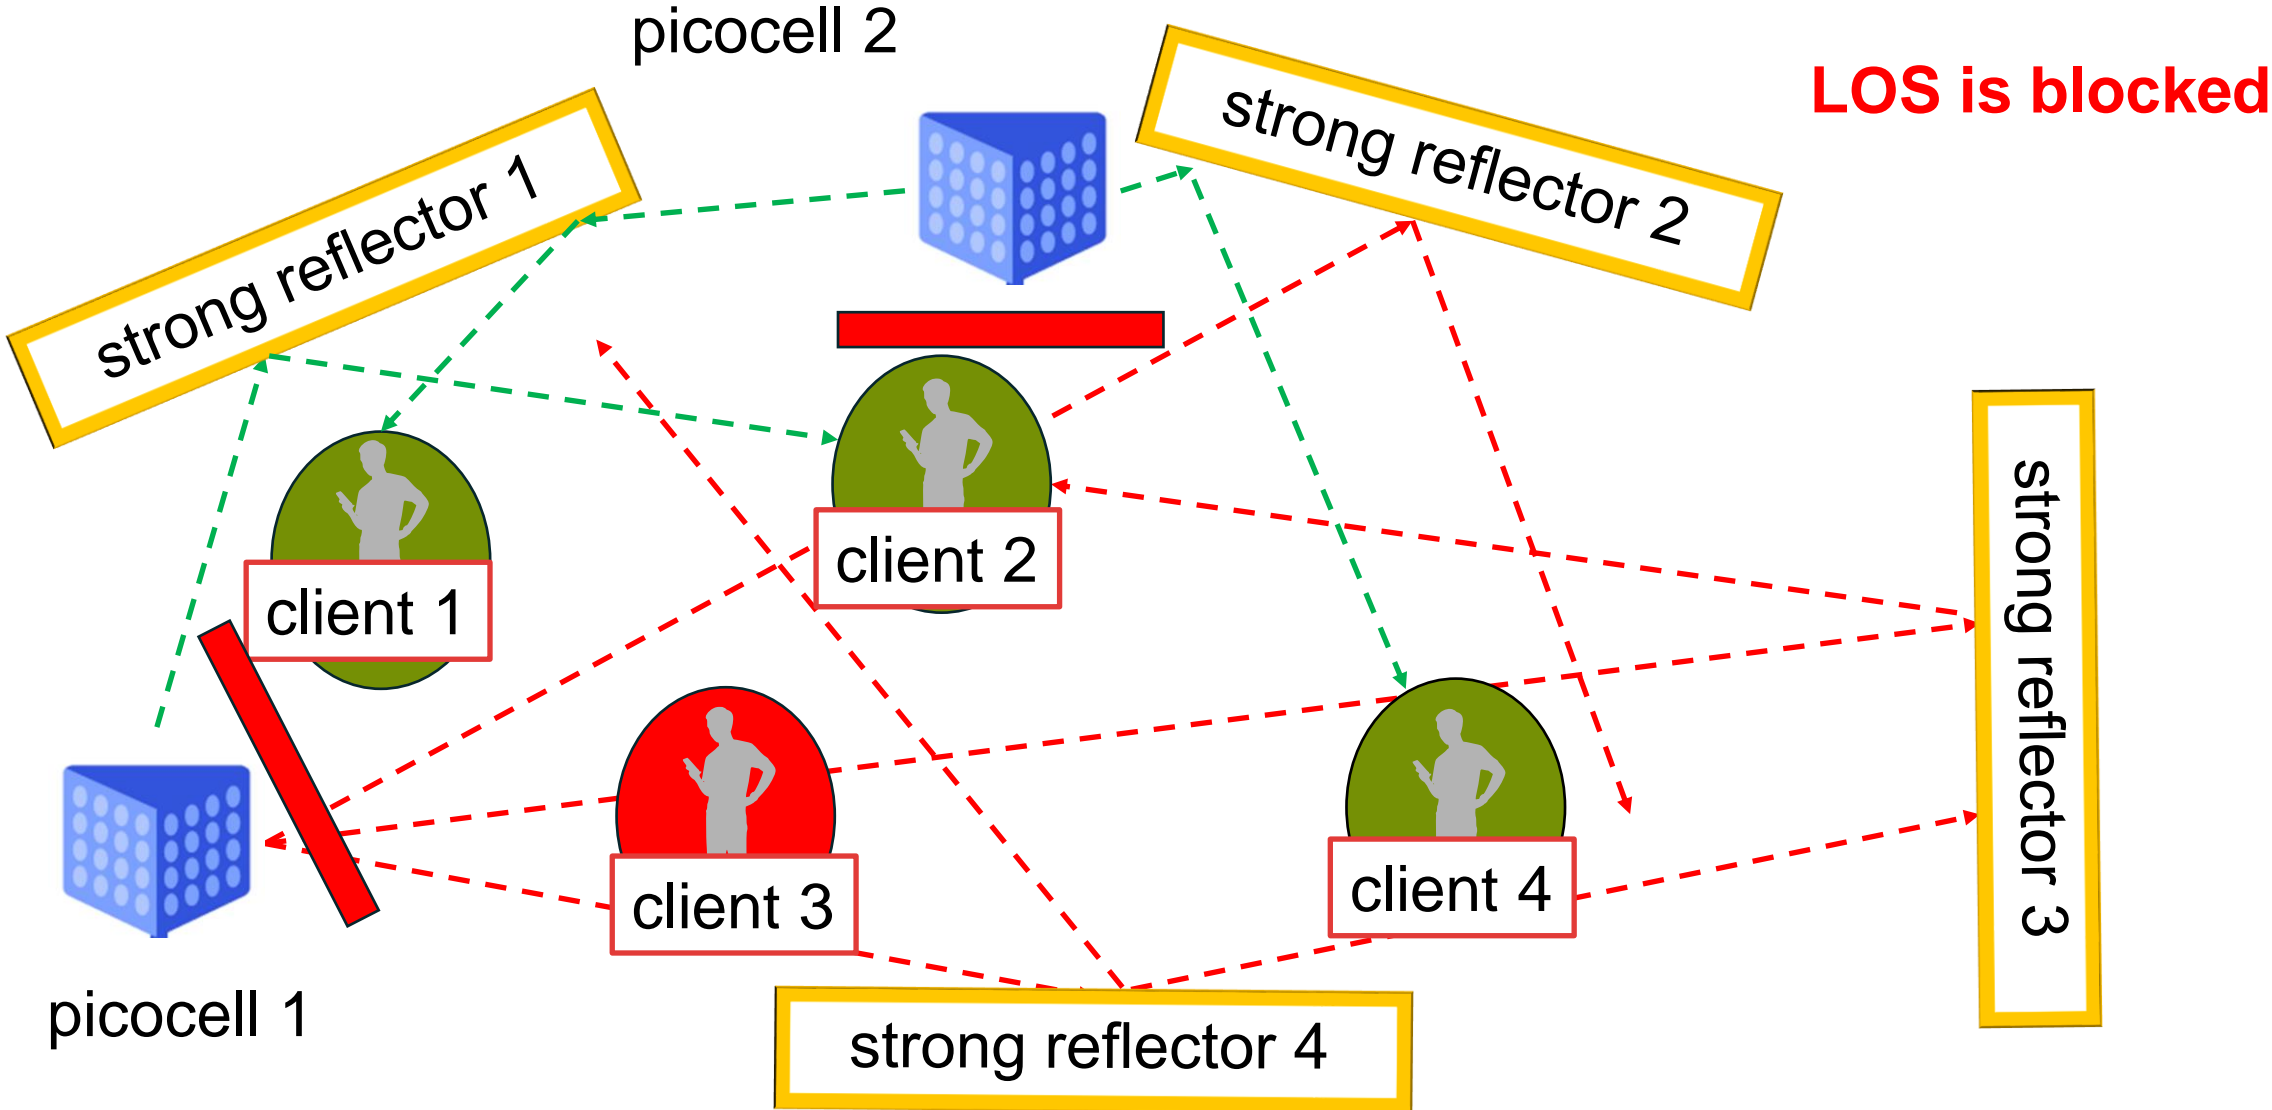 picocell 2
LOS is blocked
strong reflector 1
strong reflector 2
client 2
client 1
strong reflector 3
client 3
client 4
picocell 1
strong reflector 4